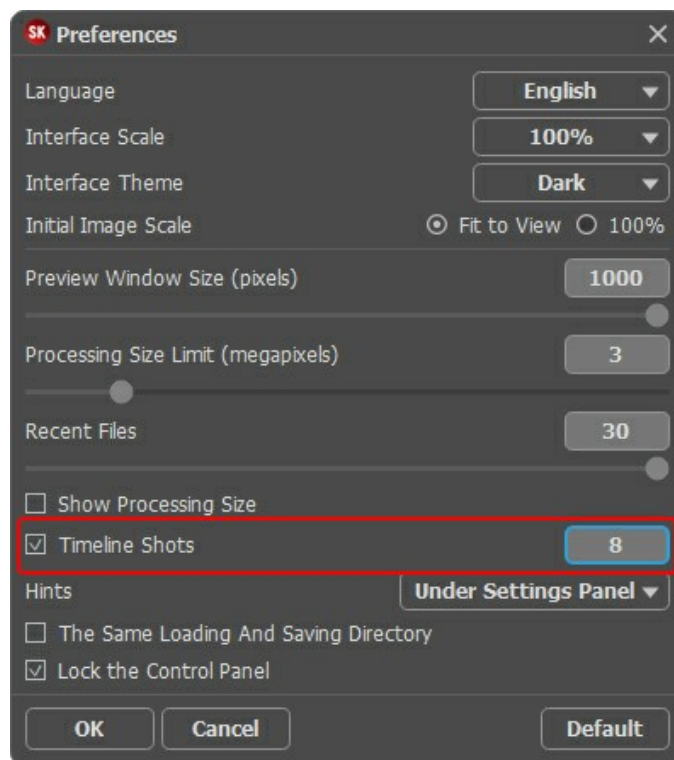 SK Preferences
Language English
Interface Scale 100%
Interface Theme Dark
Initial Image Scale Fit to View 100%
Preview Window Size (pixels) 1000
Processing Size Limit (megapixels) 3
Recent Files 30
Show Processing Size
Timeline Shots 8
Hints Under Settings Panel
The Same Loading And Saving Directory
Lock the Control Panel
OK Cancel Default